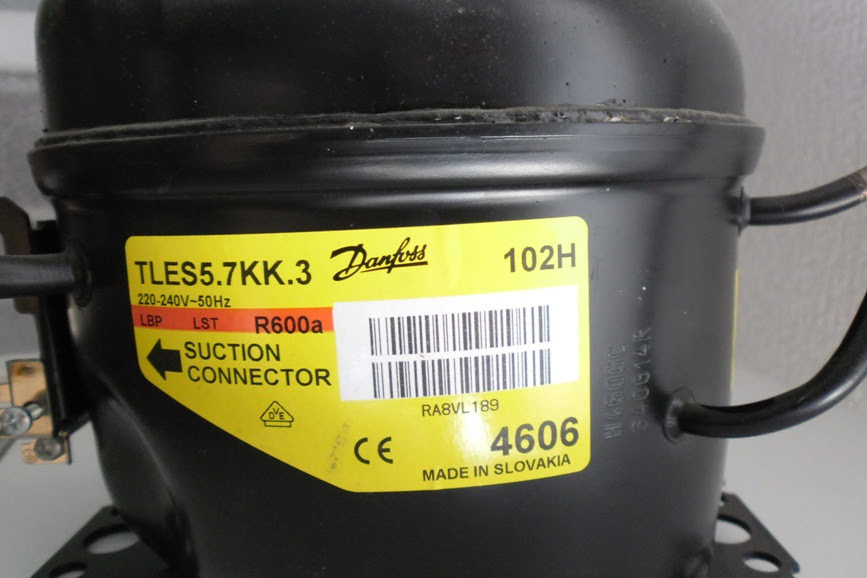 TLES5.7KK.3 Danfoss 102H
220-240V~50Hz
LBP LST R600a
SUCTION
CONNECTOR
RA8VL189
DVE
CE
4606
MADE IN SLOVAKIA